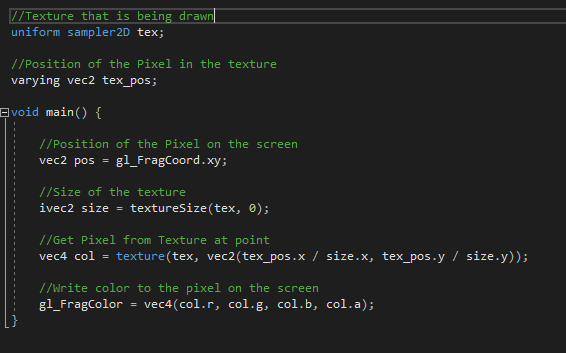 //Texture that is being drawn
uniform sampler2D tex;
//Position of the Pixel in the texture
varying vec2 tex_pos;
void main() {
//Position of the Pixel on the screen
vec2 pos = gl_FragCoord.xy;
//Size of the texture
ivec2 size = textureSize(tex, 0);
//Get Pixel from Texture at point
vec4 col = texture(tex, vec2(tex_pos.x / size.x, tex_pos.y / size.y));
//Write color to the pixel on the screen
gl_FragColor = vec4(col.r, col.g, col.b, col.a);
}